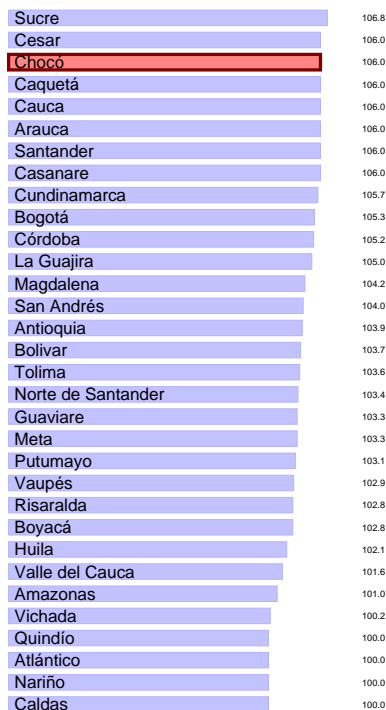 Sucre 106.8
Cesar 106.0
Chocó 106.0
Caquetá 106.0
Cauca 106.0
Arauca 106.0
Santander 106.0
Casanare 106.0
Cundinamarca 105.7
Bogotá 105.3
Córdoba 105.2
La Guajira 105.0
Magdalena 104.2
San Andrés 104.0
Antioquia 103.9
Bolivar 103.7
Tolima 103.6
Norte de Santander 103.4
Guaviare 103.3
Meta 103.3
Putumayo 103.1
Vaupés 102.9
Risaralda 102.8
Boyacá 102.8
Huila 102.1
Valle del Cauca 101.6
Amazonas 101.0
Vichada 100.2
Quindío 100.0
Atlántico 100.0
Nariño 100.0
Caldas 100.0